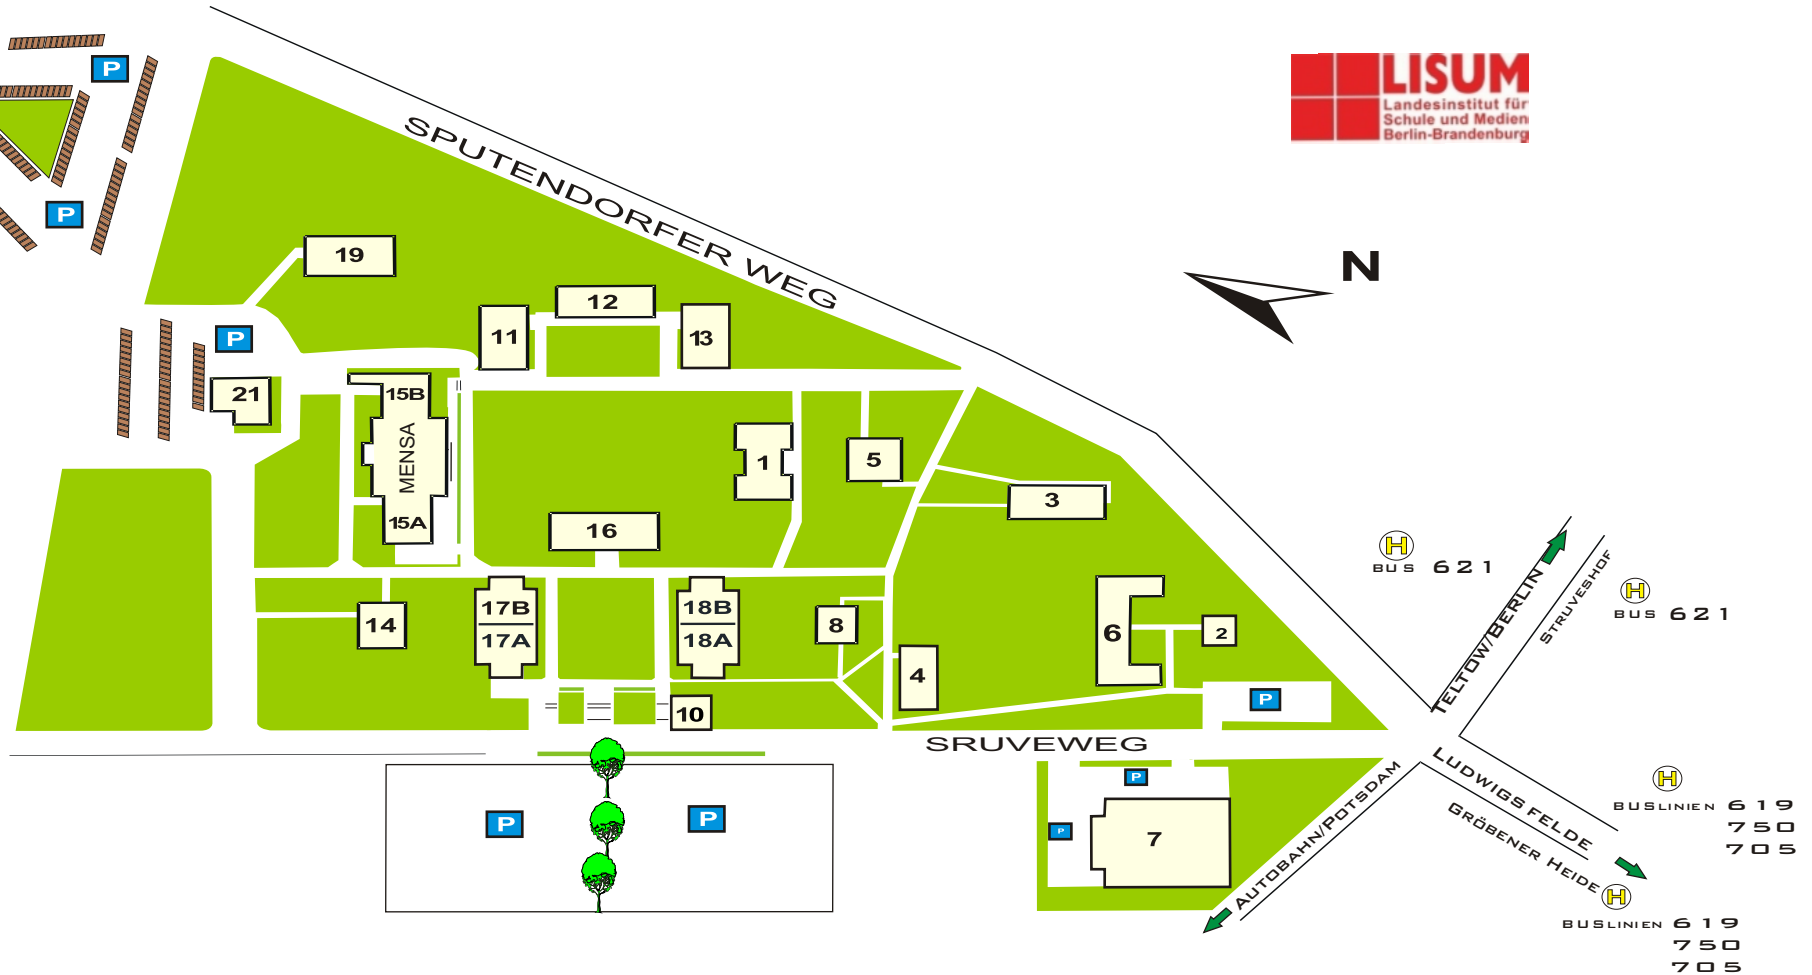 P
LISUM
Landesinstitut für
Schule und Medien
Berlin-Brandenburg
SPUTENDORFER WEG
P
19
N
12
11
13
P
21
15B
MENSA
15A
1
5
3
16
BUS 621
TELTOW/BERLIN
STRUVESHOF
BUS 621
H
H
14
17B
17A
18B
18A
8
6
2
4
10
P
SRUVEWEG
P
P
P
P
7
AUTOBAHN/POTSDAM
LUDWIGSFELDE
GRÖBENER HEIDE
H
BUSLINIEN 619
750
705
H
BUSLINIEN 619
750
705